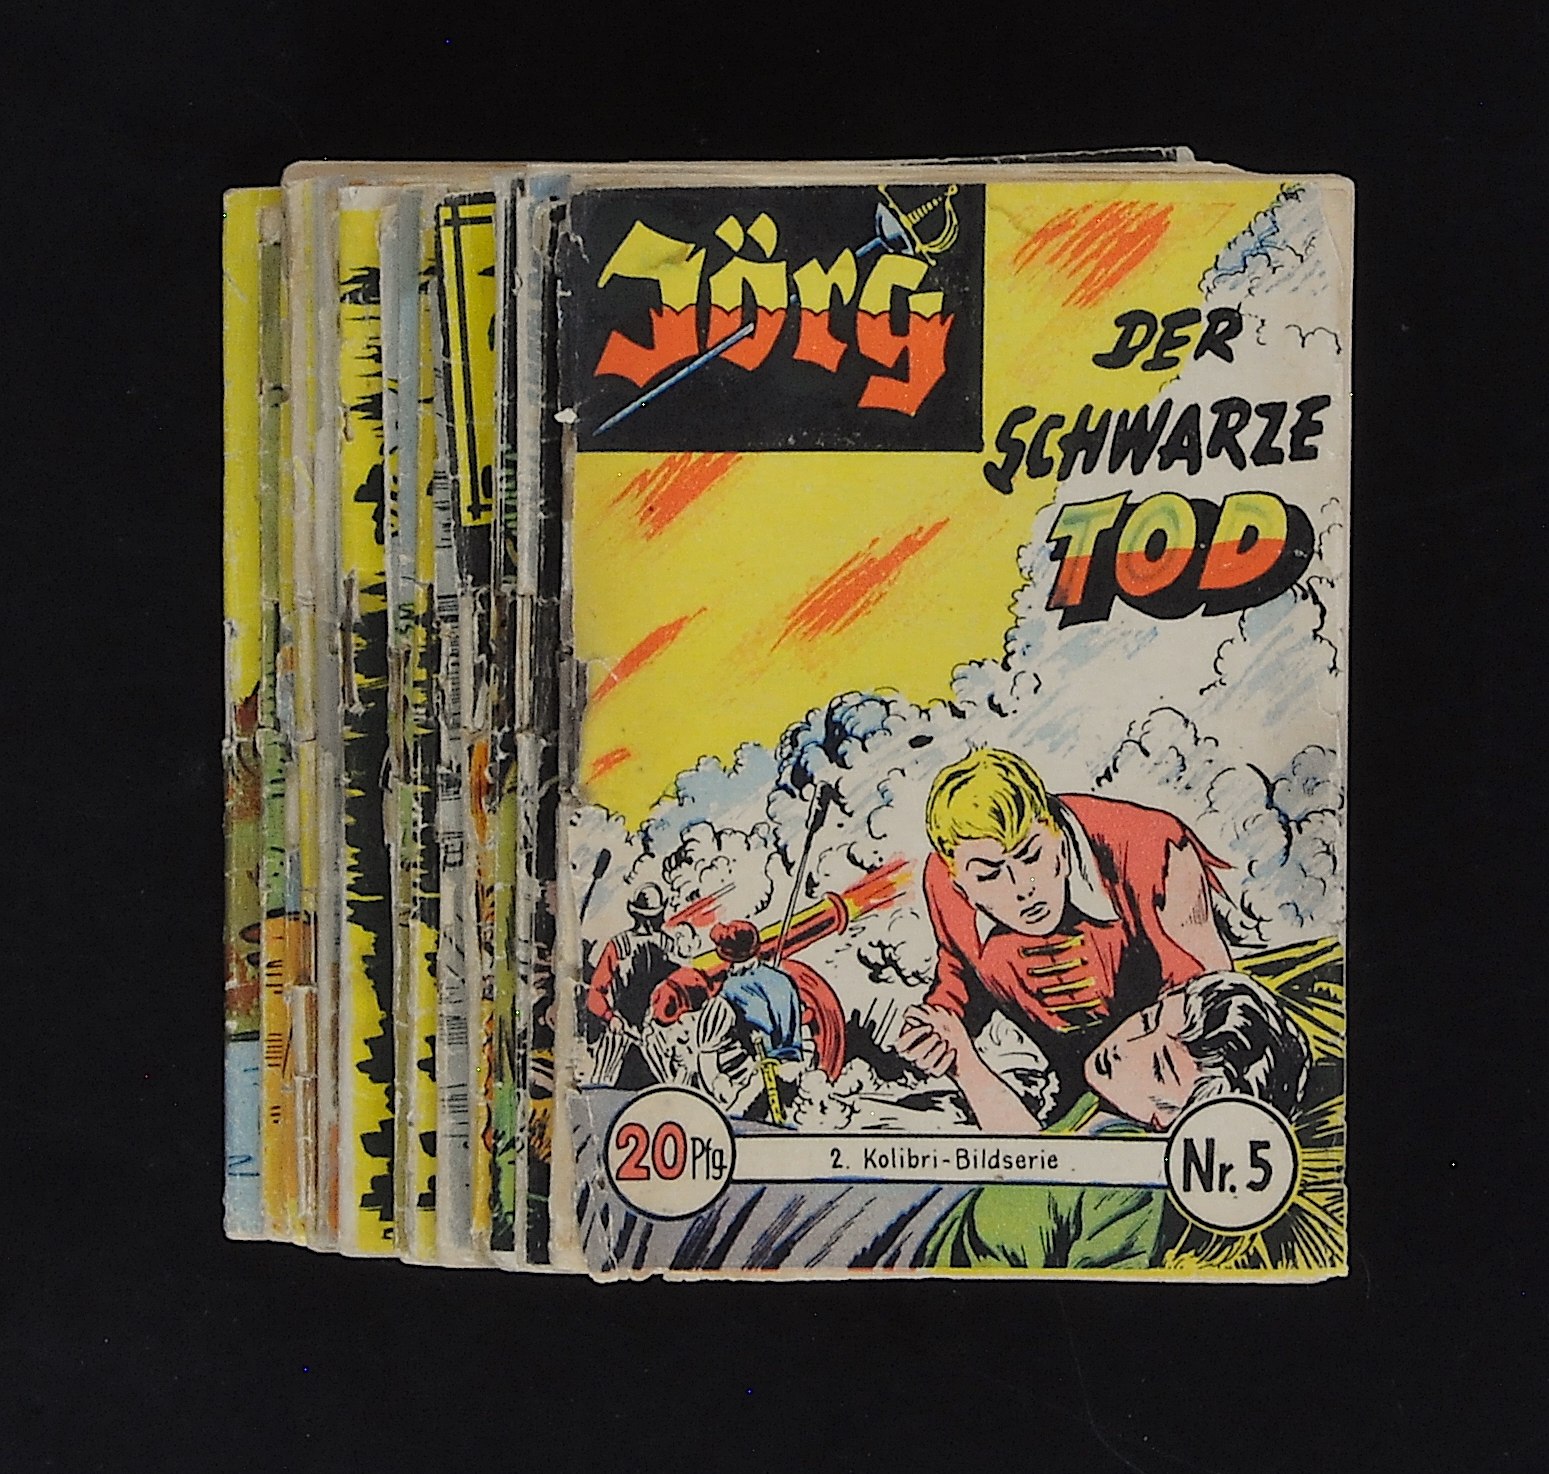 Jörg
DER
SCHWARZE
TOD
20 Pfg
2. Kolibri-Bildserie
Nr. 5